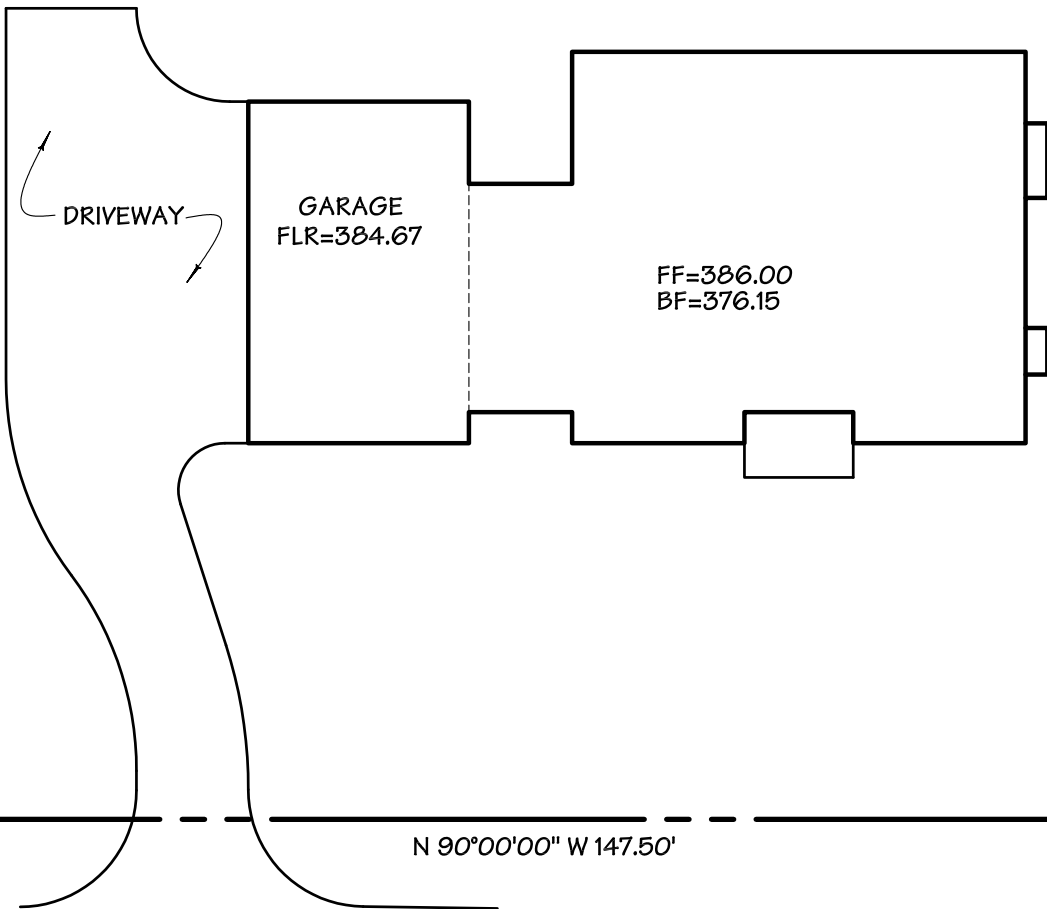 GARAGE
FLR=384.67
DRIVEWAY
FF=386.00
BF=376.15
N 90°00'00" W 147.50'